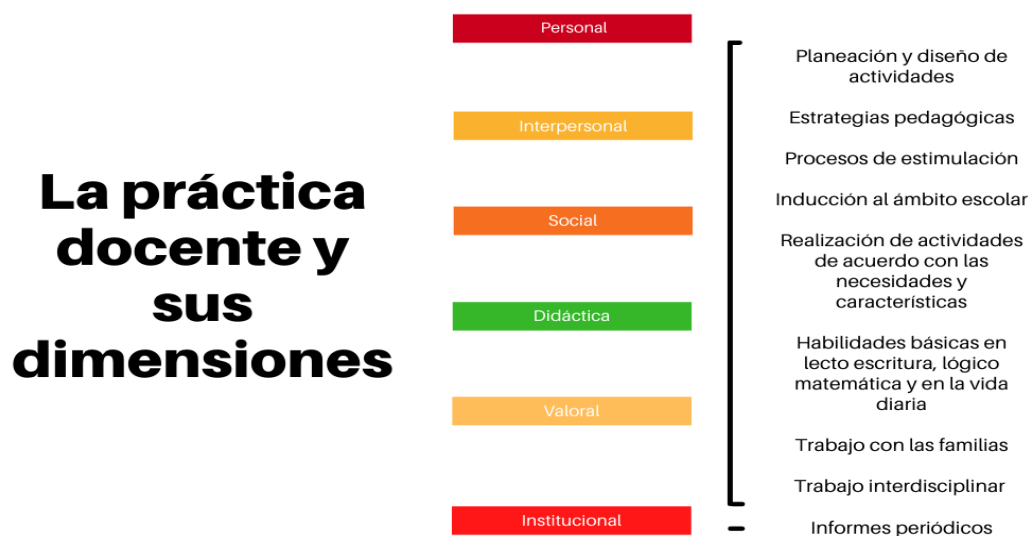 La práctica
docente y
sus
dimensiones
Personal
Interpersonal
Social
Didáctica
Valoral
Institucional
Planeación y diseño de
actividades
Estrategias pedagógicas
Procesos de estimulación
Inducción al ámbito escolar
Realización de actividades
de acuerdo con las
necesidades y
características
Habilidades básicas en
lecto escritura, lógico
matemática y en la vida
diaria
Trabajo con las familias
Trabajo interdisciplinar
Informes periódicos